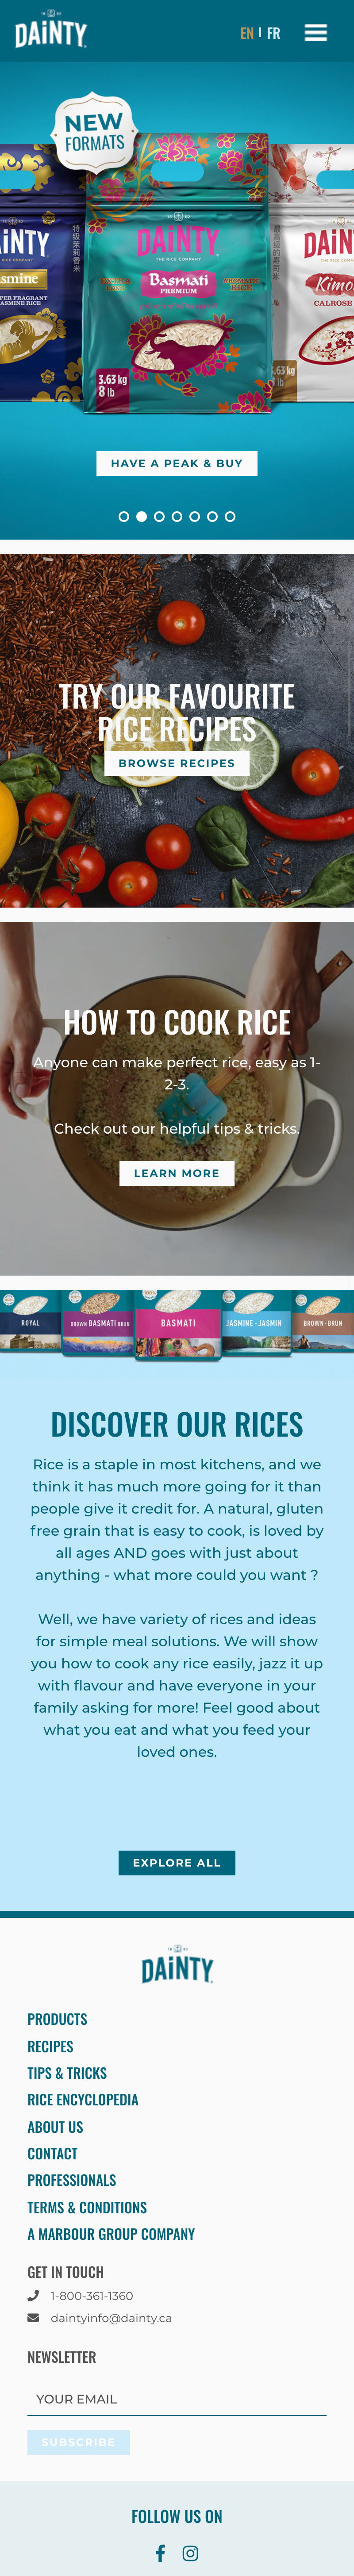 DAINTY
EN | FR
NEW
FORMATS
DAINTY
THE RICE COMPANY
Basmati
PREMIUM
3.63 kg
8 lb
特级茉莉香米
JASMINE RICE
Kimo
CALROSE
HAVE A PEAK & BUY
TRY OUR FAVOURITE
RICE RECIPES
BROWSE RECIPES
HOW TO COOK RICE
Anyone can make perfect rice, easy as 1-
2-3.
Check out our helpful tips & tricks.
LEARN MORE
ROYAL
BROWN BASMATI BRUN
BASMATI
JASMINE - JASMIN
BROWN - BRUN
DISCOVER OUR RICES
Rice is a staple in most kitchens, and we
think it has much more going for it than
people give it credit for. A natural, gluten
free grain that is easy to cook, is loved by
all ages AND goes with just about
anything - what more could you want ?
Well, we have variety of rices and ideas
for simple meal solutions. We will show
you how to cook any rice easily, jazz it up
with flavour and have everyone in your
family asking for more! Feel good about
what you eat and what you feed your
loved ones.
EXPLORE ALL
DAINTY
PRODUCTS
RECIPES
TIPS & TRICKS
RICE ENCYCLOPEDIA
ABOUT US
CONTACT
PROFESSIONALS
TERMS & CONDITIONS
A MARBOUR GROUP COMPANY
GET IN TOUCH
1-800-361-1360
daintyinfo@dainty.ca
NEWSLETTER
YOUR EMAIL
SUBSCRIBE
FOLLOW US ON